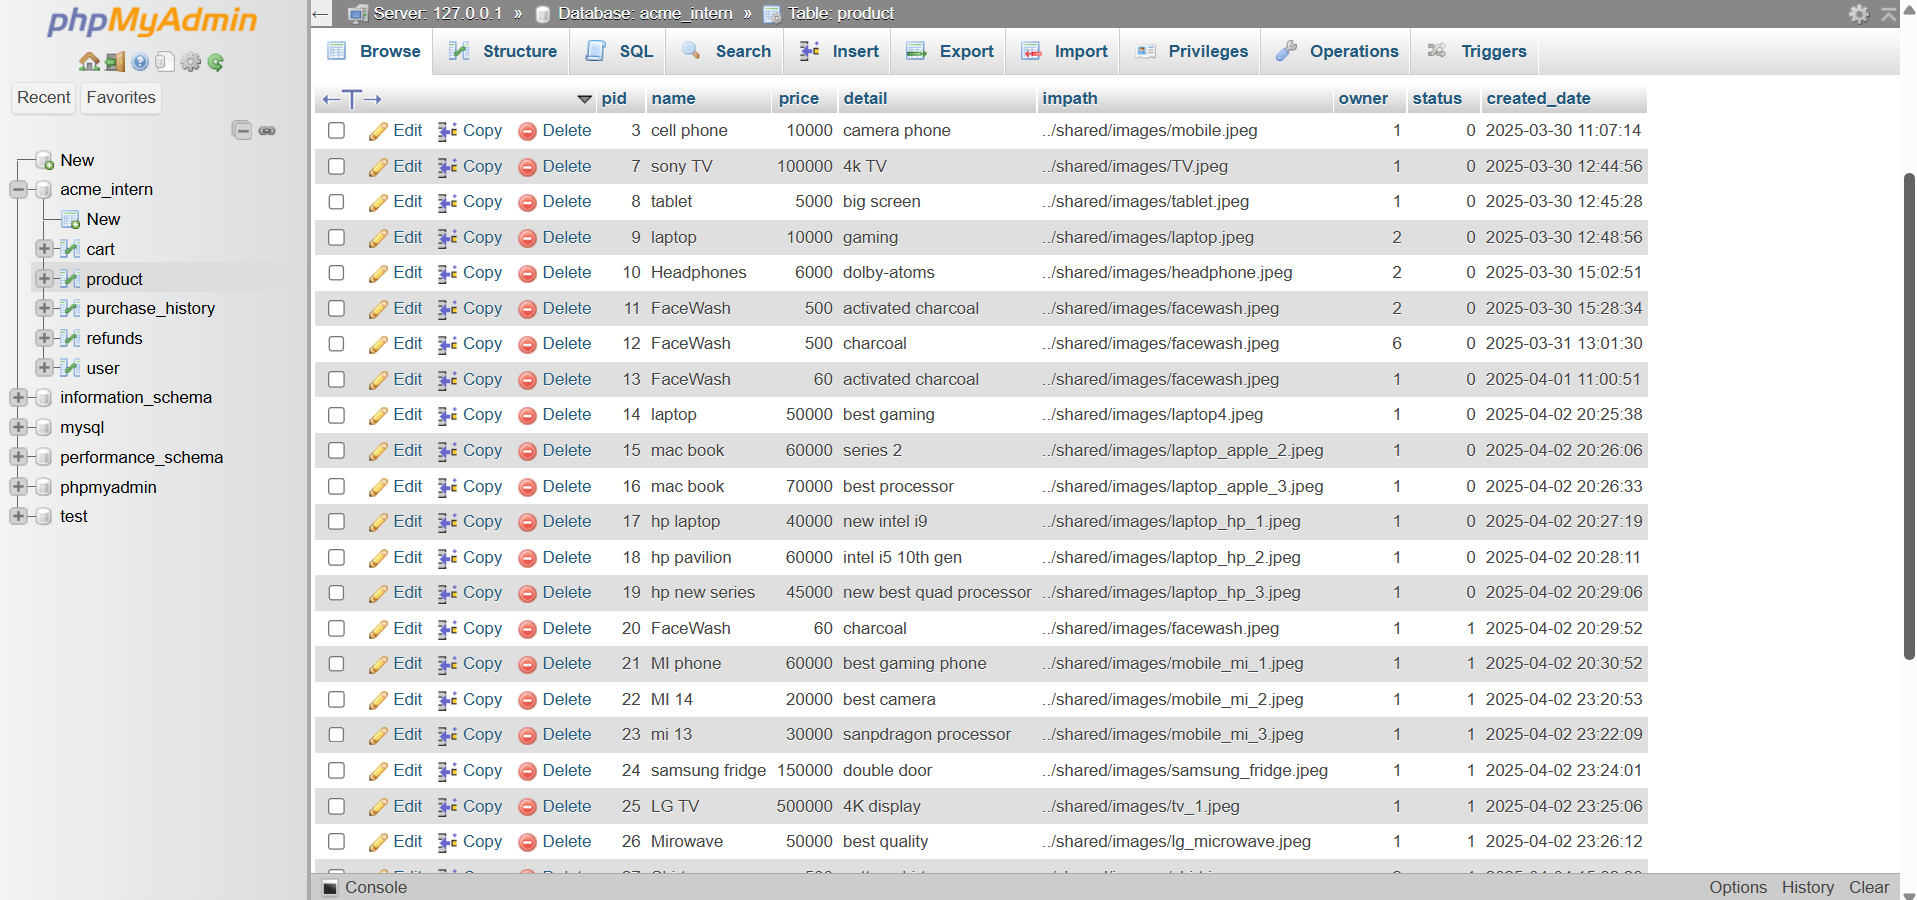 phpMyAdmin
Recent Favorites
New
acme_intern
New
cart
product
purchase_history
refunds
user
information_schema
mysql
performance_schema
phpmyadmin
test
← Server: 127.0.0.1 » Database: acme_intern » Table: product
Browse Structure SQL Search Insert Export Import Privileges Operations Triggers
←T→ pid name price detail impath owner status created_date
Edit Copy Delete 3 cell phone 10000 camera phone ../shared/images/mobile.jpeg 1 0 2025-03-30 11:07:14
Edit Copy Delete 7 sony TV 100000 4k TV ../shared/images/TV.jpeg 1 0 2025-03-30 12:44:56
Edit Copy Delete 8 tablet 5000 big screen ../shared/images/tablet.jpeg 1 0 2025-03-30 12:45:28
Edit Copy Delete 9 laptop 10000 gaming ../shared/images/laptop.jpeg 2 0 2025-03-30 12:48:56
Edit Copy Delete 10 Headphones 6000 dolby-atoms ../shared/images/headphone.jpeg 2 0 2025-03-30 15:02:51
Edit Copy Delete 11 FaceWash 500 activated charcoal ../shared/images/facewash.jpeg 2 0 2025-03-30 15:28:34
Edit Copy Delete 12 FaceWash 500 charcoal ../shared/images/facewash.jpeg 6 0 2025-03-31 13:01:30
Edit Copy Delete 13 FaceWash 60 activated charcoal ../shared/images/facewash.jpeg 1 0 2025-04-01 11:00:51
Edit Copy Delete 14 laptop 50000 best gaming ../shared/images/laptop4.jpeg 1 0 2025-04-02 20:25:38
Edit Copy Delete 15 mac book 60000 series 2 ../shared/images/laptop_apple_2.jpeg 1 0 2025-04-02 20:26:06
Edit Copy Delete 16 mac book 70000 best processor ../shared/images/laptop_apple_3.jpeg 1 0 2025-04-02 20:26:33
Edit Copy Delete 17 hp laptop 40000 new intel i9 ../shared/images/laptop_hp_1.jpeg 1 0 2025-04-02 20:27:19
Edit Copy Delete 18 hp pavilion 60000 intel i5 10th gen ../shared/images/laptop_hp_2.jpeg 1 0 2025-04-02 20:28:11
Edit Copy Delete 19 hp new series 45000 new best quad processor ../shared/images/laptop_hp_3.jpeg 1 0 2025-04-02 20:29:06
Edit Copy Delete 20 FaceWash 60 charcoal ../shared/images/facewash.jpeg 1 1 2025-04-02 20:29:52
Edit Copy Delete 21 MI phone 60000 best gaming phone ../shared/images/mobile_mi_1.jpeg 1 1 2025-04-02 20:30:52
Edit Copy Delete 22 MI 14 20000 best camera ../shared/images/mobile_mi_2.jpeg 1 1 2025-04-02 23:20:53
Edit Copy Delete 23 mi 13 30000 sanpdragon processor ../shared/images/mobile_mi_3.jpeg 1 1 2025-04-02 23:22:09
Edit Copy Delete 24 samsung fridge 150000 double door ../shared/images/samsung_fridge.jpeg 1 1 2025-04-02 23:24:01
Edit Copy Delete 25 LG TV 500000 4K display ../shared/images/tv_1.jpeg 1 1 2025-04-02 23:25:06
Edit Copy Delete 26 Mirowave 50000 best quality ../shared/images/lg_microwave.jpeg 1 1 2025-04-02 23:26:12
Console Options History Clear